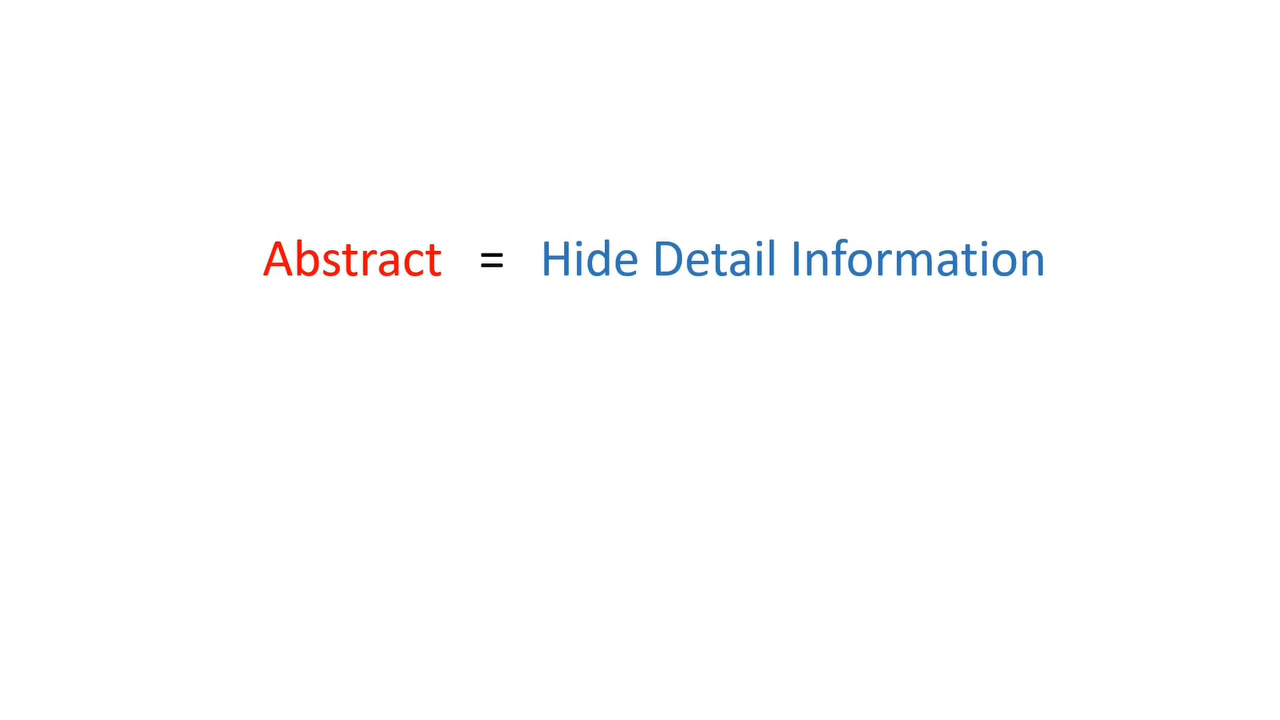 Abstract = Hide Detail Information